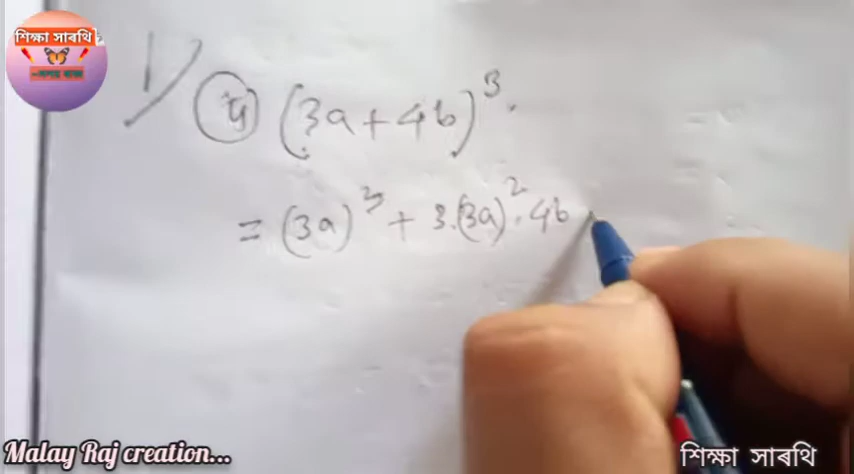 শিক্ষা সাৰথি
1/ (ঘ) (3a+4b)³.
= (3a)³ + 3.(3a)².4b
Malay Raj creation...
শিক্ষা সাৰথি